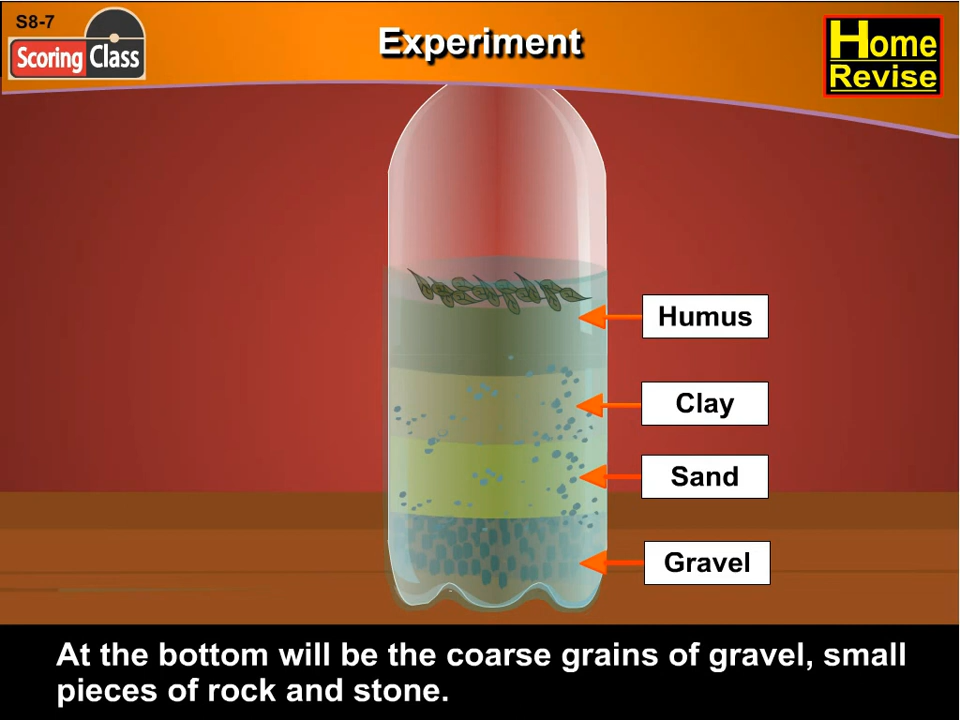 S8-7
Scoring Class
Experiment
Home
Revise
Humus
Clay
Sand
Gravel
At the bottom will be the coarse grains of gravel, small
pieces of rock and stone.